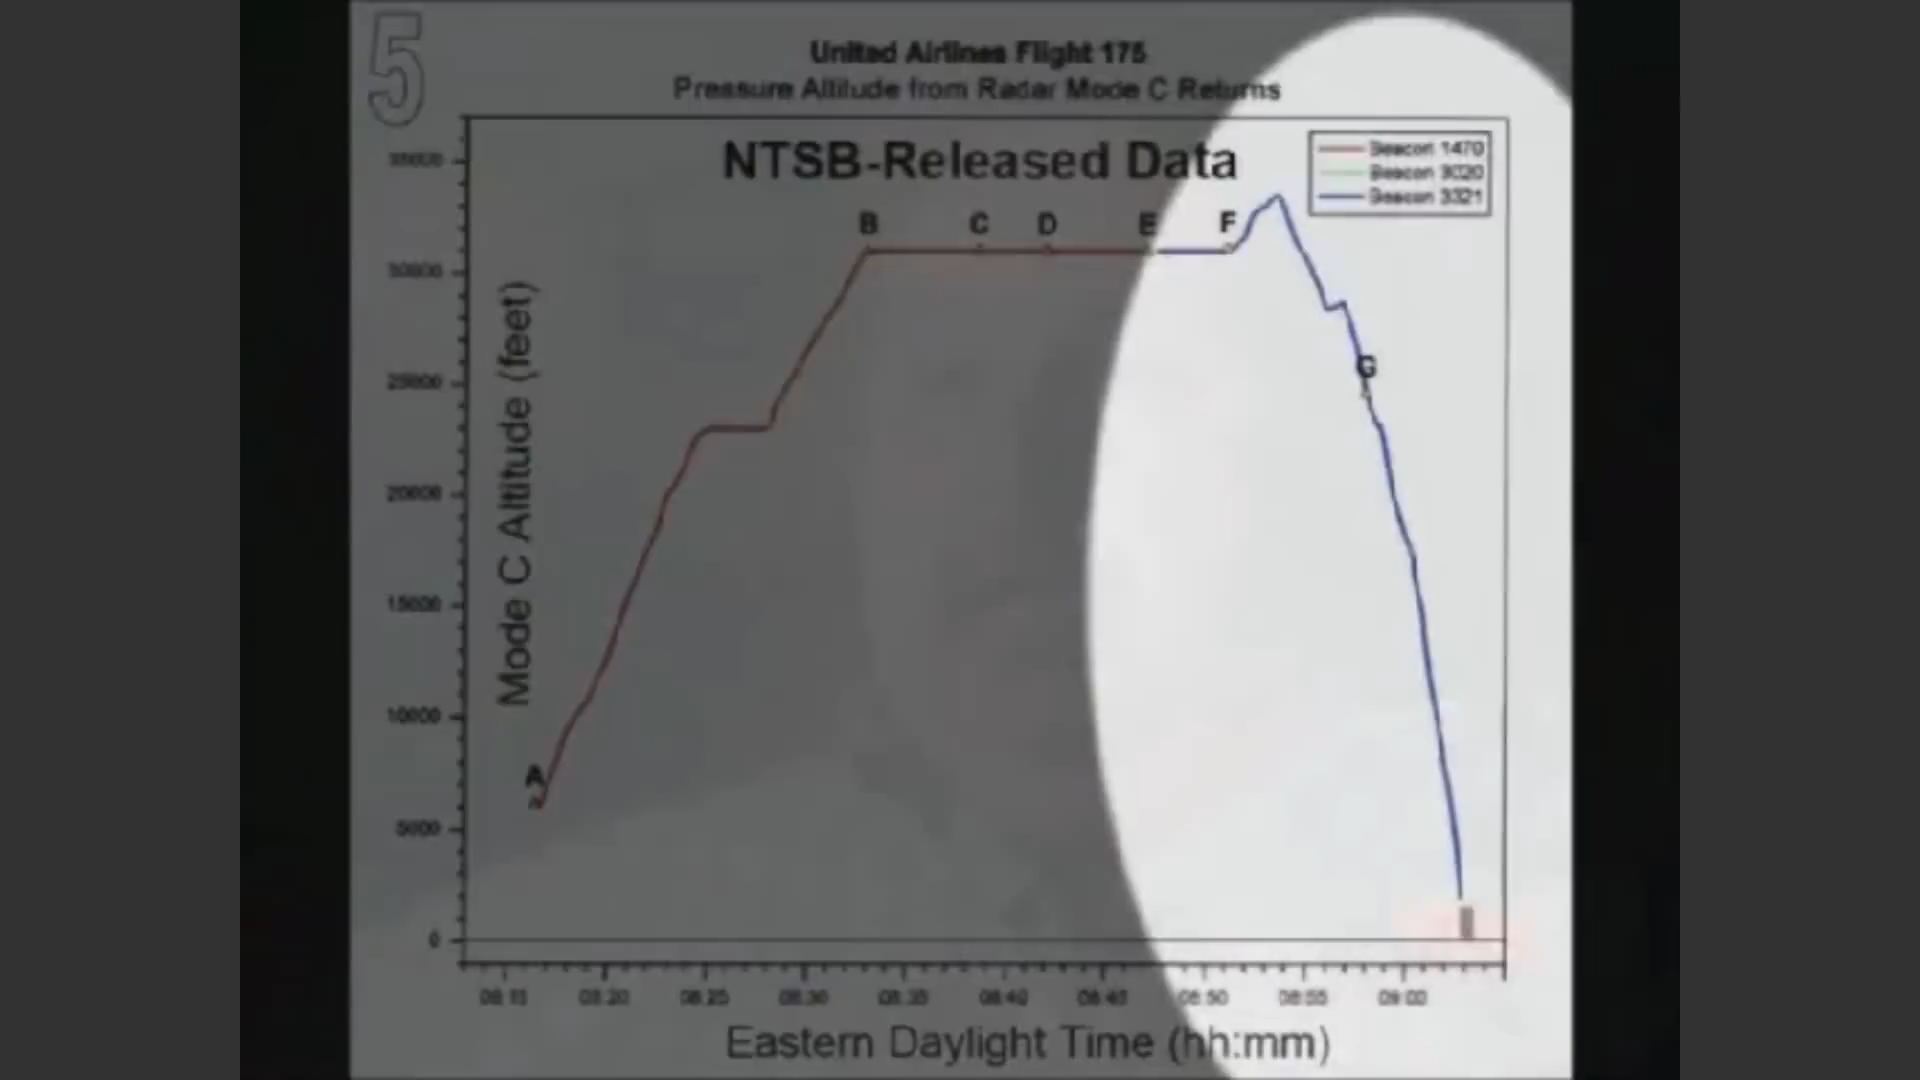 5
United Airlines Flight 175
Pressure Altitude from Radar Mode C Returns
NTSB-Released Data
Beacon 1470
Beacon 3020
Beacon 3321
35000
30000
25000
20000
15000
10000
5000
0
Mode C Altitude (feet)
A
B
C
D
E
F
G
08:15
08:20
08:25
08:30
08:35
08:40
08:45
08:50
08:55
09:00
Eastern Daylight Time (hh:mm)